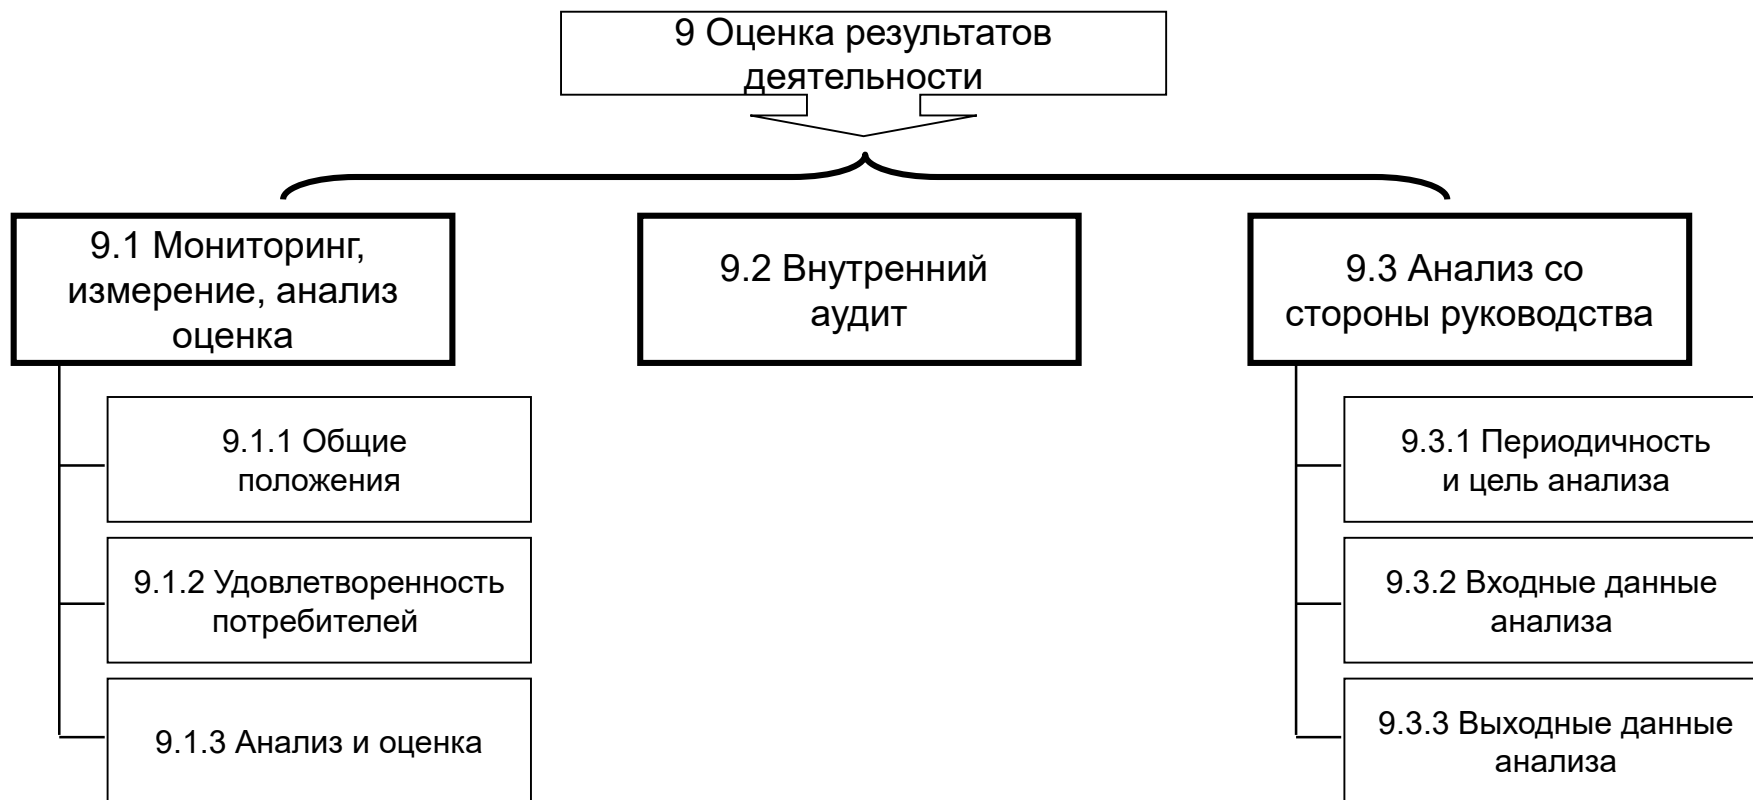 9 Оценка результатов
деятельности
9.1 Мониторинг,
измерение, анализ
оценка
9.2 Внутренний
аудит
9.3 Анализ со
стороны руководства
9.1.1 Общие
положения
9.1.2 Удовлетворенность
потребителей
9.1.3 Анализ и оценка
9.3.1 Периодичность
и цель анализа
9.3.2 Входные данные
анализа
9.3.3 Выходные данные
анализа